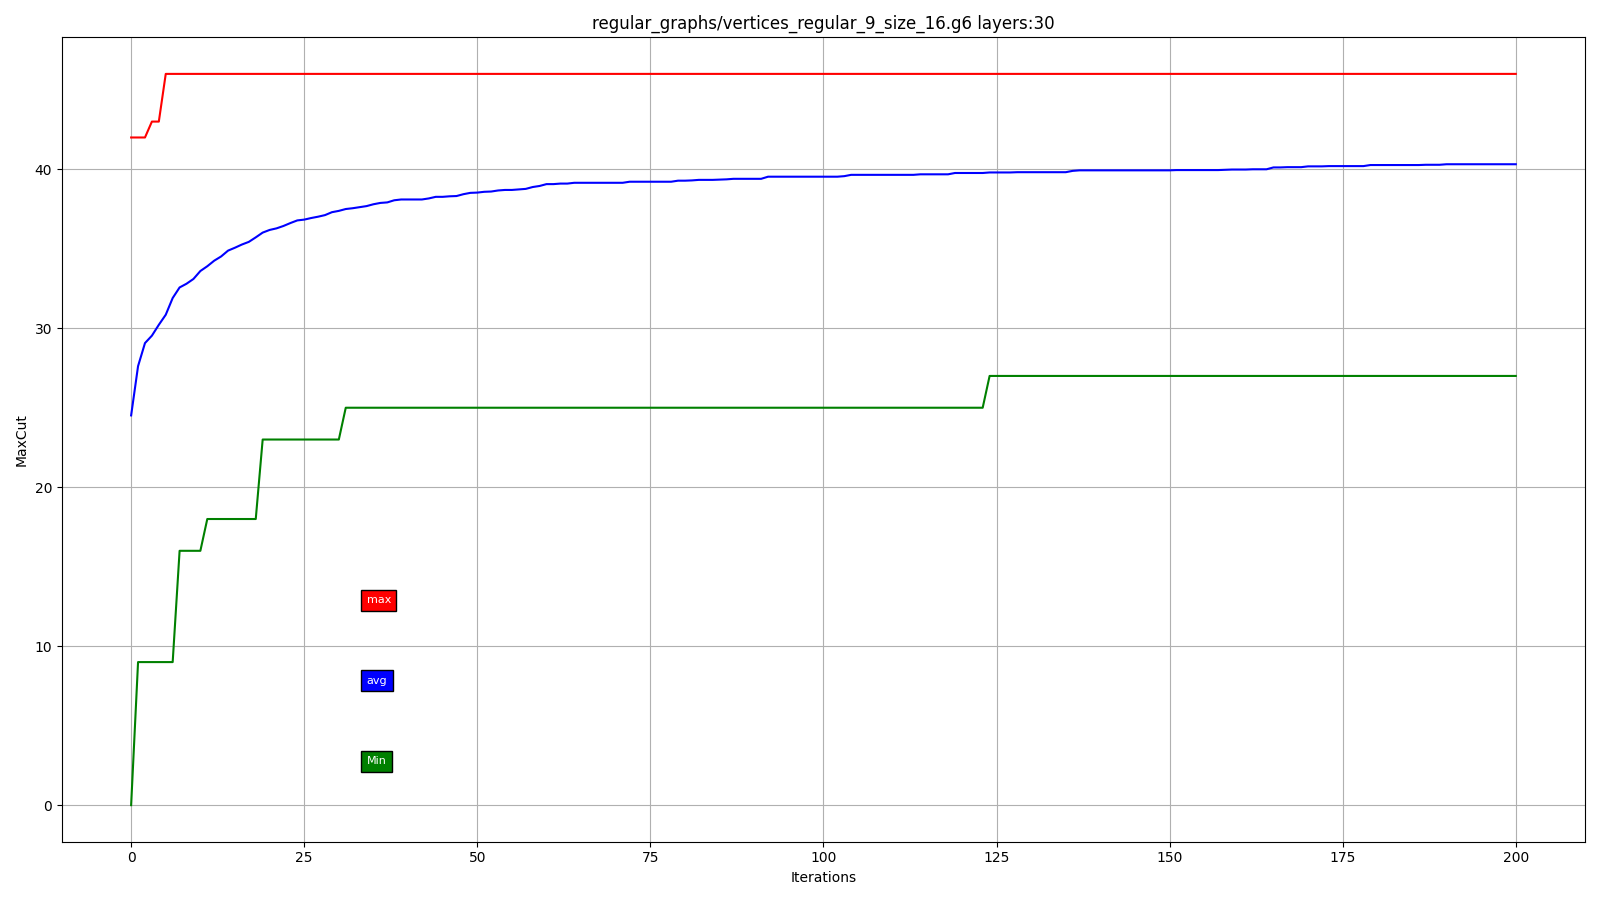 regular_graphs/vertices_regular_9_size_16.g6 layers:30
MaxCut
40
30
20
10
0
max
avg
Min
0 25 50 75 100 125 150 175 200
Iterations